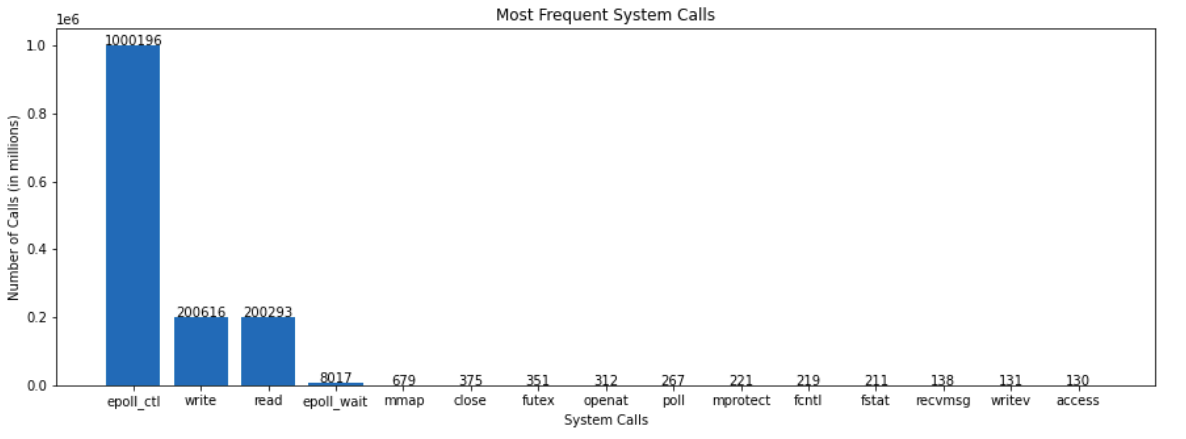 Most Frequent System Calls
1e6
Number of Calls (in millions)
1.0
0.8
0.6
0.4
0.2
0.0
1000196
200616
200293
8017
679
375
351
312
267
221
219
211
138
131
130
epoll_ctl
write
read
epoll_wait
mmap
close
futex
openat
poll
mprotect
fcntl
fstat
recvmsg
writev
access
System Calls